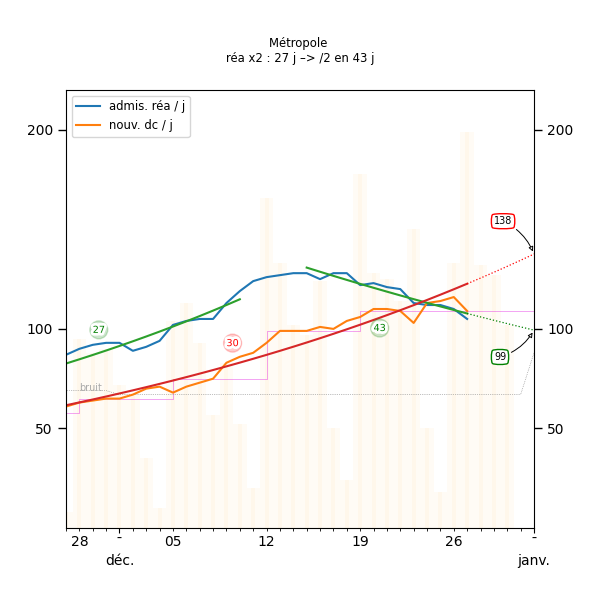 Métropole
réa x2 : 27 j –> /2 en 43 j
admis. réa / j
nouv. dc / j
200
200
138
100
100
27
30
43
99
bruit
50
50
28 - 05 12 19 26 -
déc. janv.